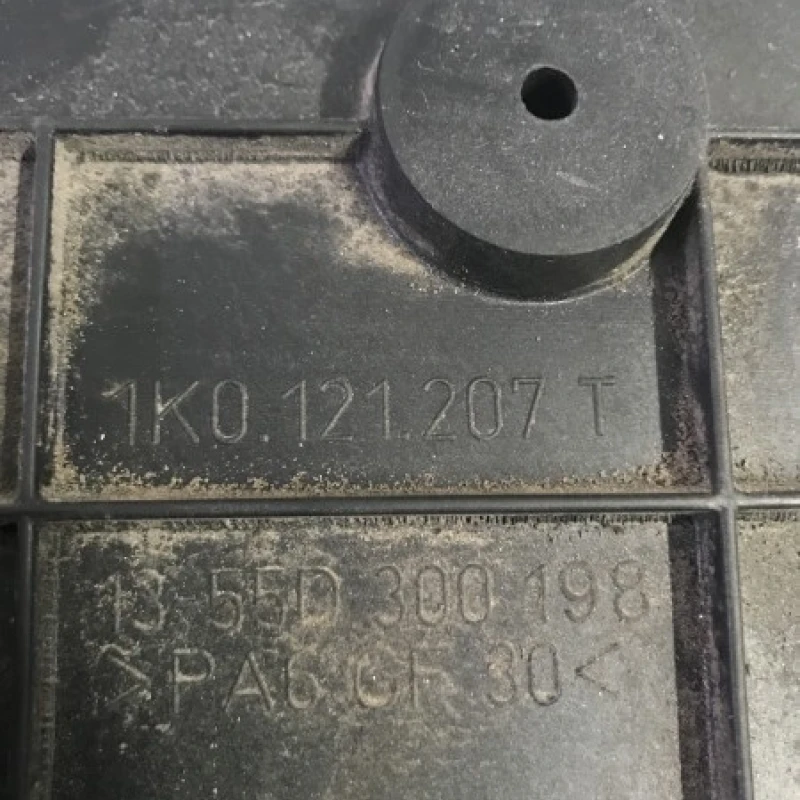 1K0.121.207.T
13.55D.300.198
>PA6 GF 30<